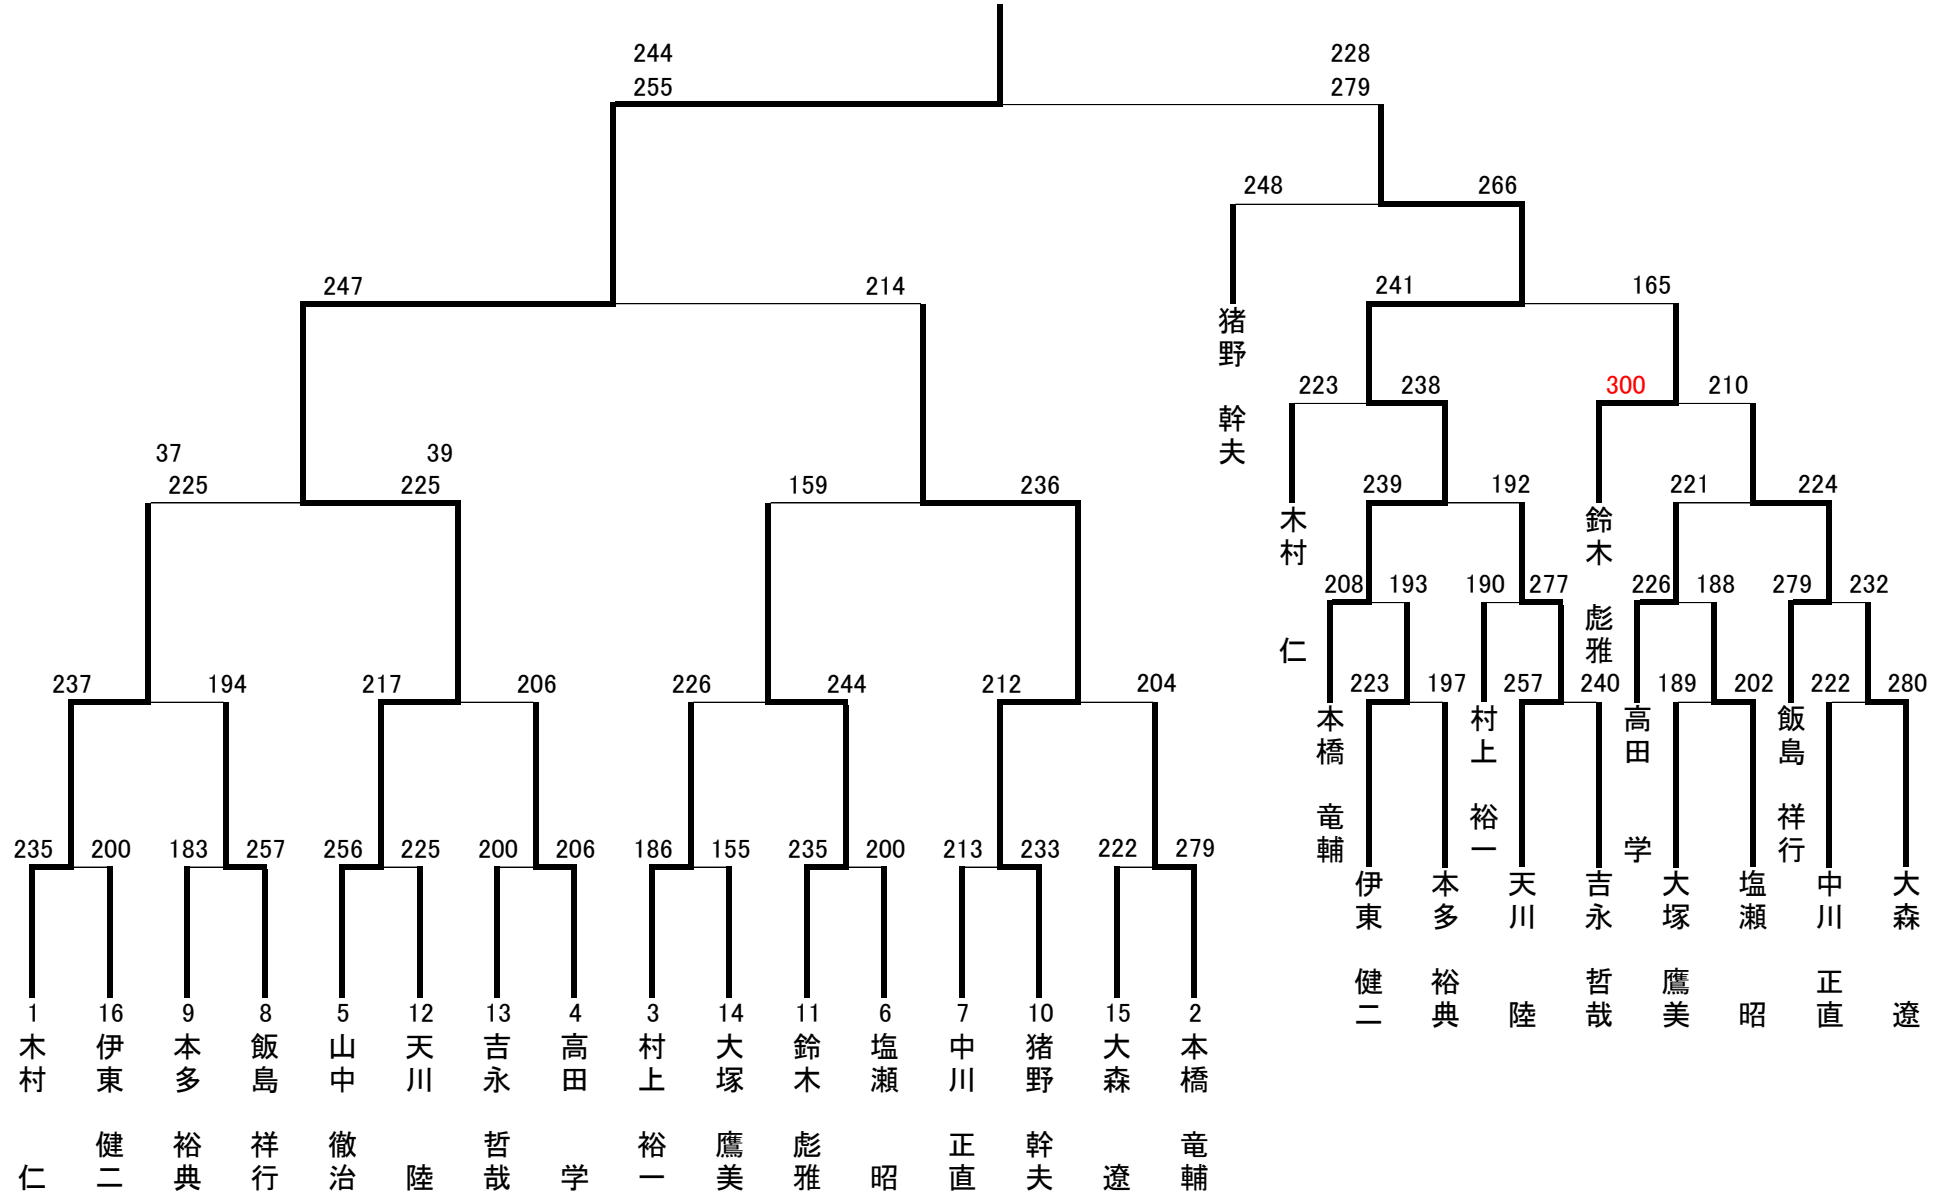 244 228
255 279
248 266
247 214 241 165
猪野 幹夫
223 238 300 210
37 39
225 225 159 236 239 192 221 224
木村 仁
鈴木 彪雅
208 193 190 277 226 188 279 232
237 194 217 206 226 244 212 204 223 197 257 240 189 202 222 280
本橋 竜輔
村上 裕一
高田 学
飯島 祥行
235 200 183 257 256 225 200 206 186 155 235 200 213 233 222 279
伊東 健二
本多 裕典
天川 陸
吉永 哲哉
大塚 鷹美
塩瀬 昭
中川 正直
大森 遼
1 16 9 8 5 12 13 4 3 14 11 6 7 10 15 2
木村 仁
伊東 健二
本多 裕典
飯島 祥行
山中 徹治
天川 陸
吉永 哲哉
高田 学
村上 裕一
大塚 鷹美
鈴木 彪雅
塩瀬 昭
中川 正直
猪野 幹夫
大森 遼
本橋 竜輔